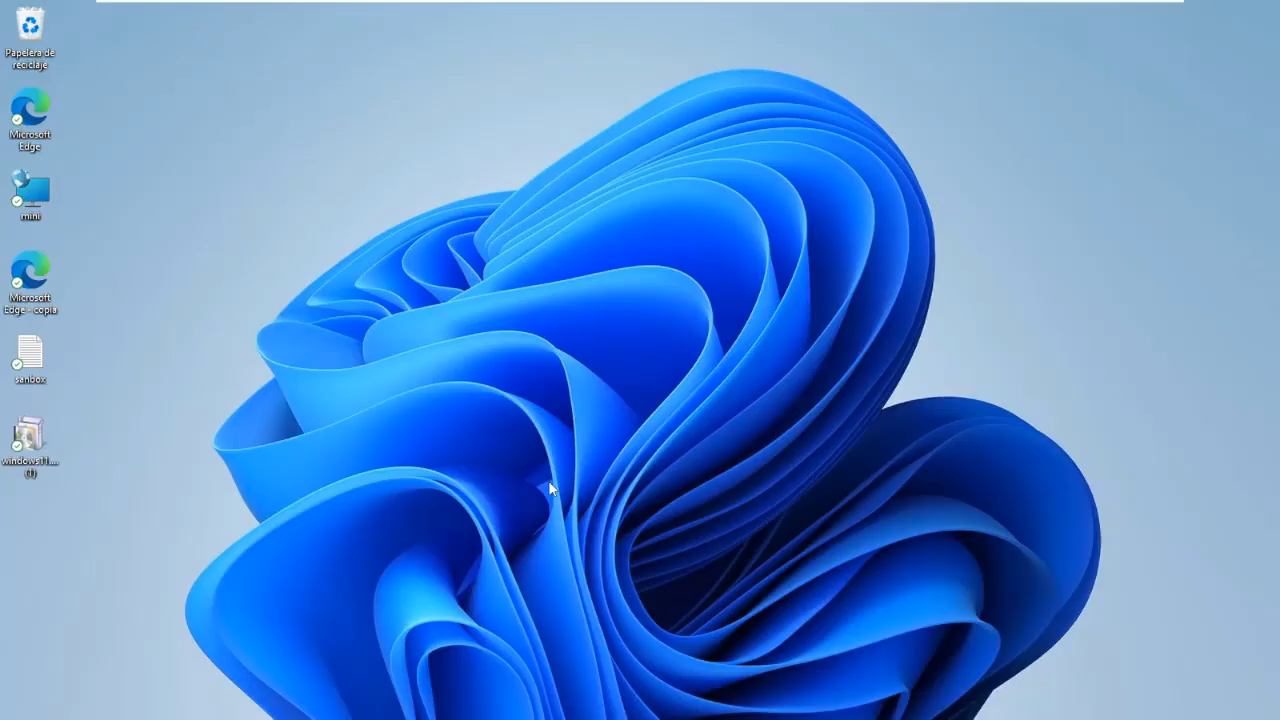 Papelera de
reciclaje
Microsoft
Edge
mini
Microsoft
Edge - copia
sanbox
windows11....
(1)